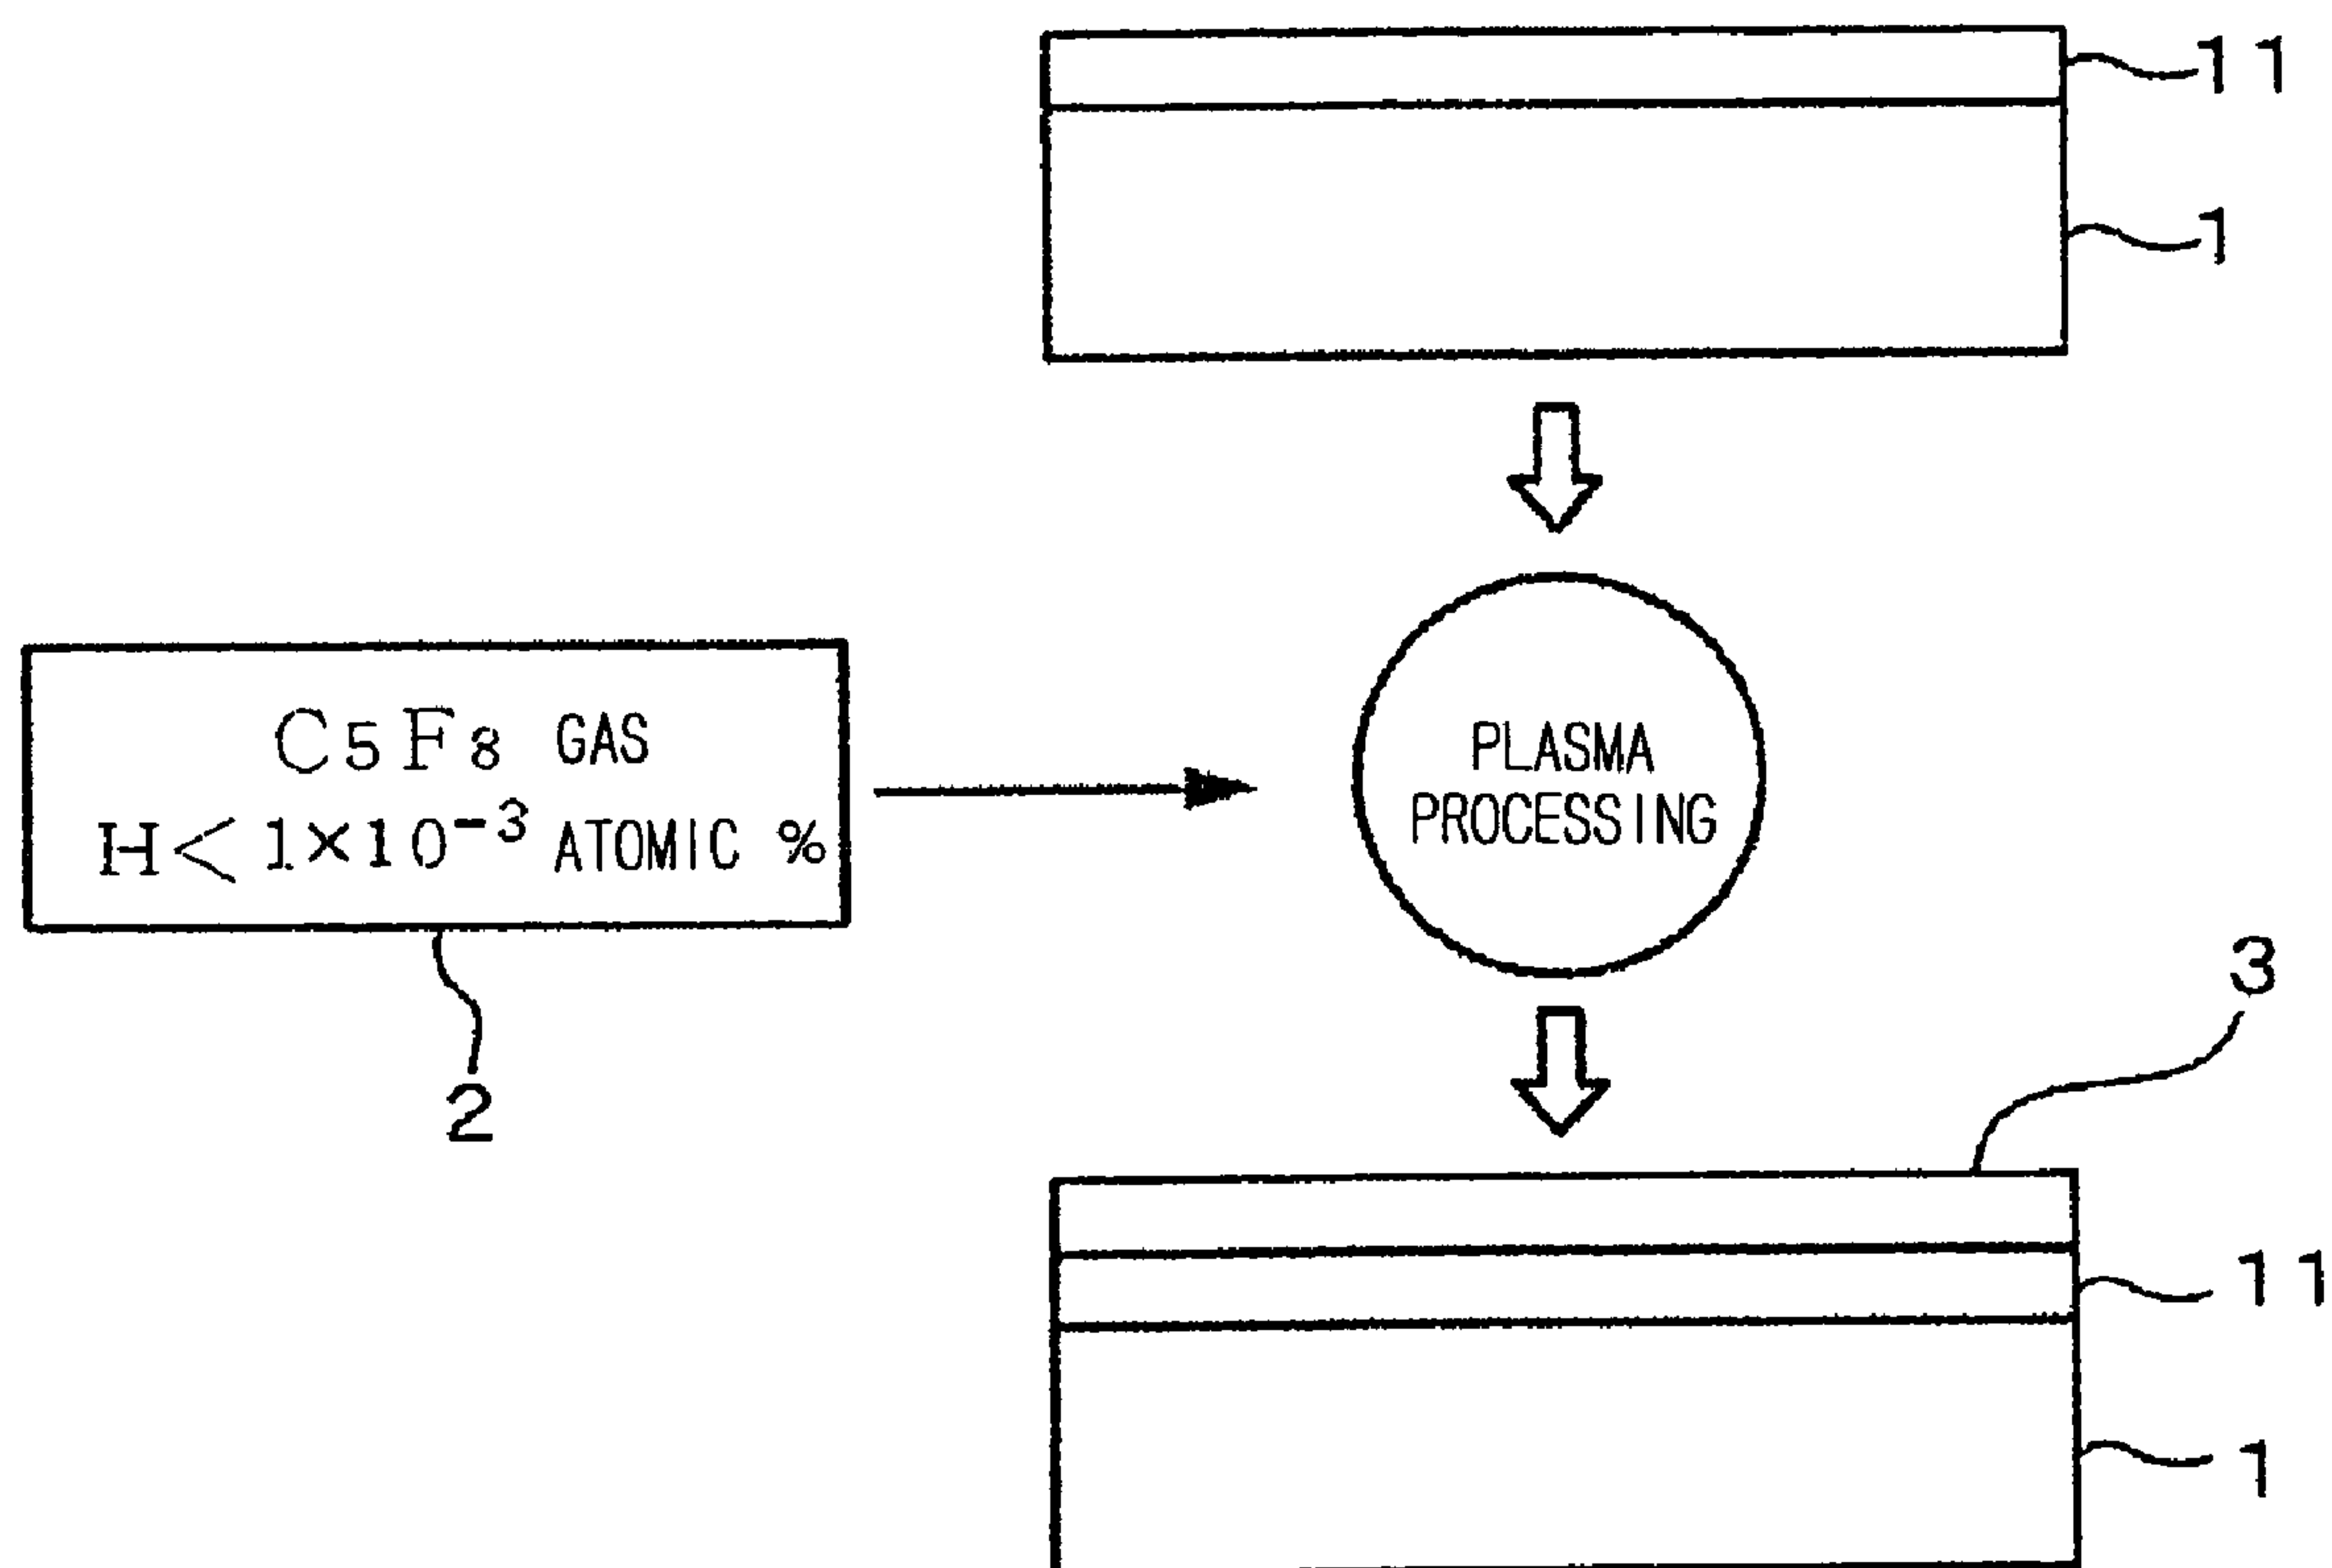 11
1
C5F8 GAS
H<1×10⁻³ ATOMIC %
PLASMA
PROCESSING
3
2
11
1